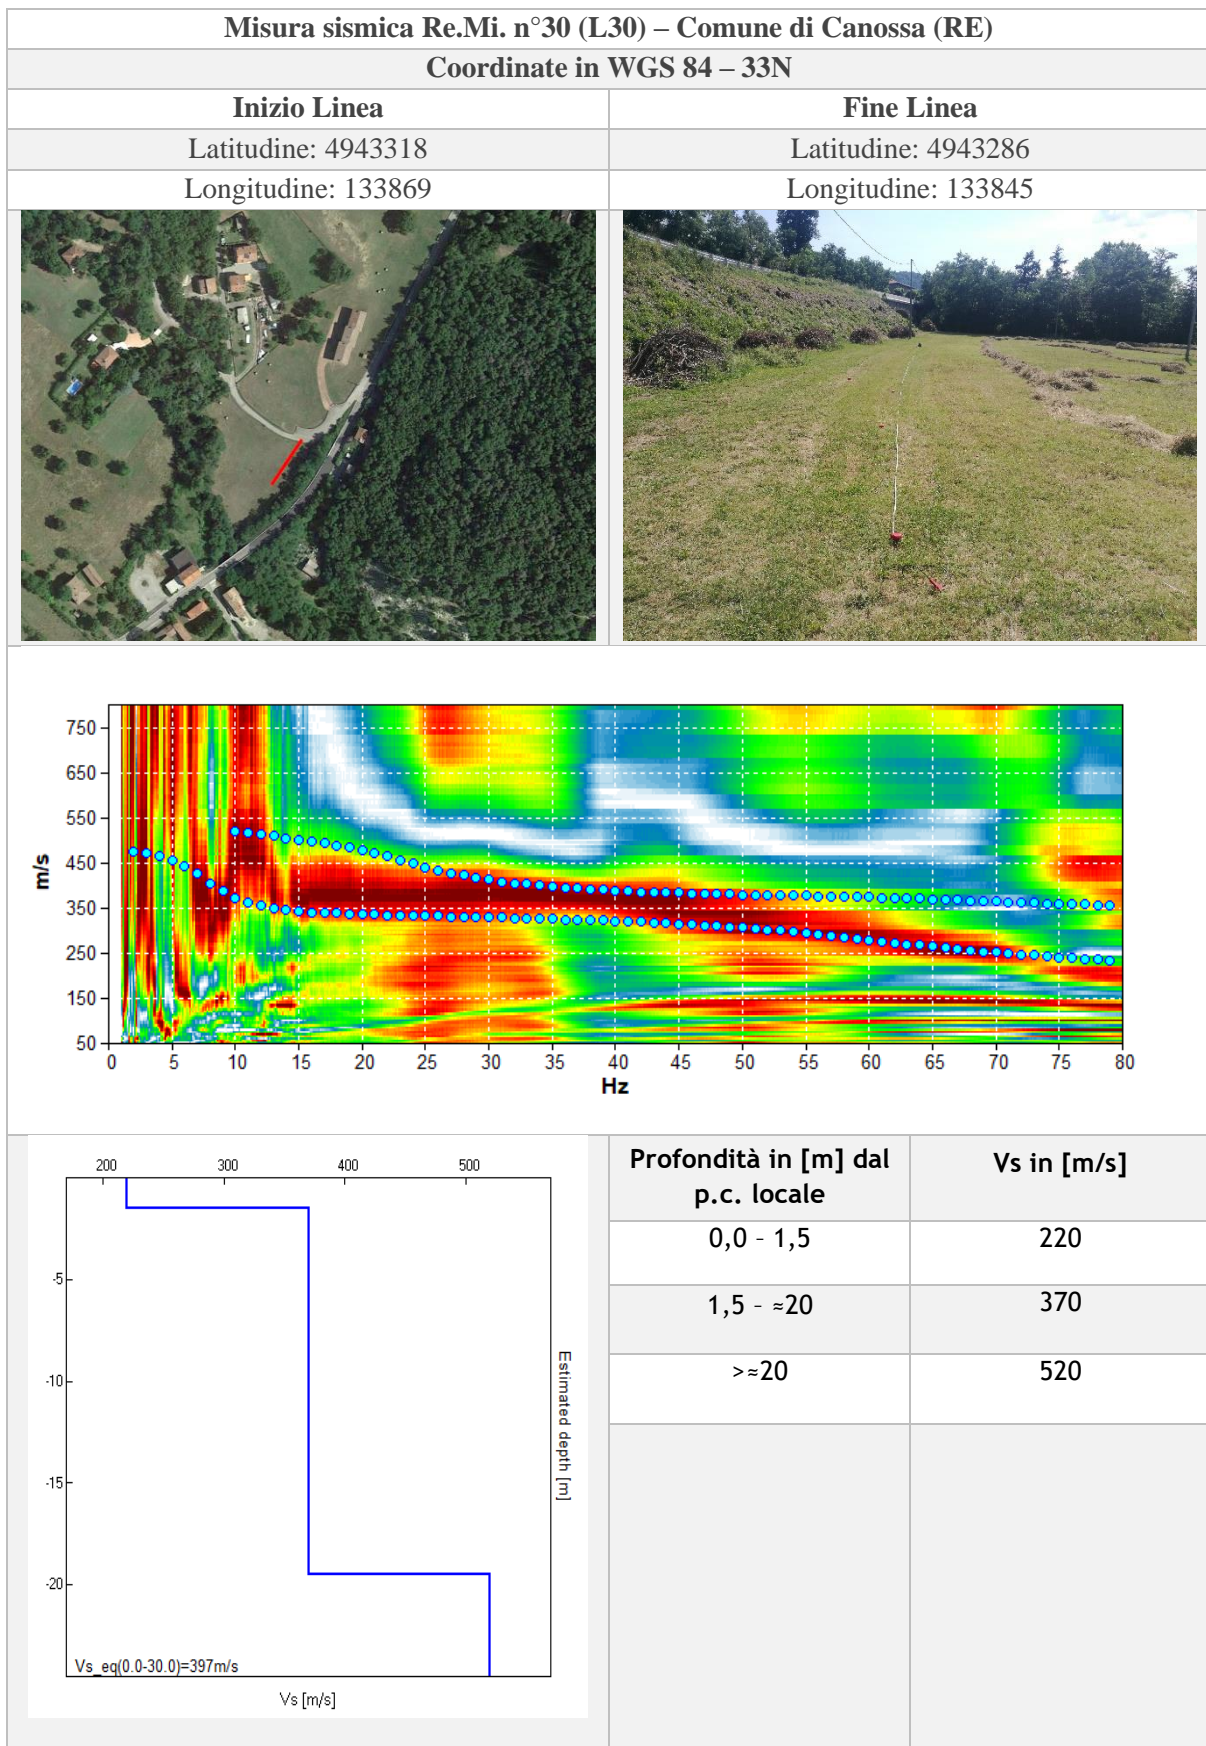 Misura sismica Re.Mi. n°30 (L30) – Comune di Canossa (RE)
Coordinate in WGS 84 – 33N
Inizio Linea
Fine Linea
Latitudine: 4943318
Latitudine: 4943286
Longitudine: 133869
Longitudine: 133845
750
650
550
450
350
250
150
50
m/s
0 5 10 15 20 25 30 35 40 45 50 55 60 65 70 75 80
Hz
200 300 400 500
-5
-10
-15
-20
Estimated depth [m]
Vs_eq(0.0-30.0)=397m/s
Vs [m/s]
Profondità in [m] dal
p.c. locale
Vs in [m/s]
0,0 – 1,5
220
1,5 – ≈20
370
>≈20
520